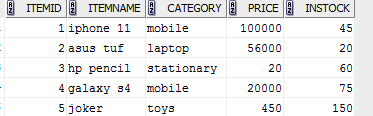 ITEMID ITEMNAME CATEGORY PRICE INSTOCK
1 iphone 11 mobile 100000 45
2 asus tuf laptop 56000 20
3 hp pencil stationary 20 60
4 galaxy s4 mobile 20000 75
5 joker toys 450 150